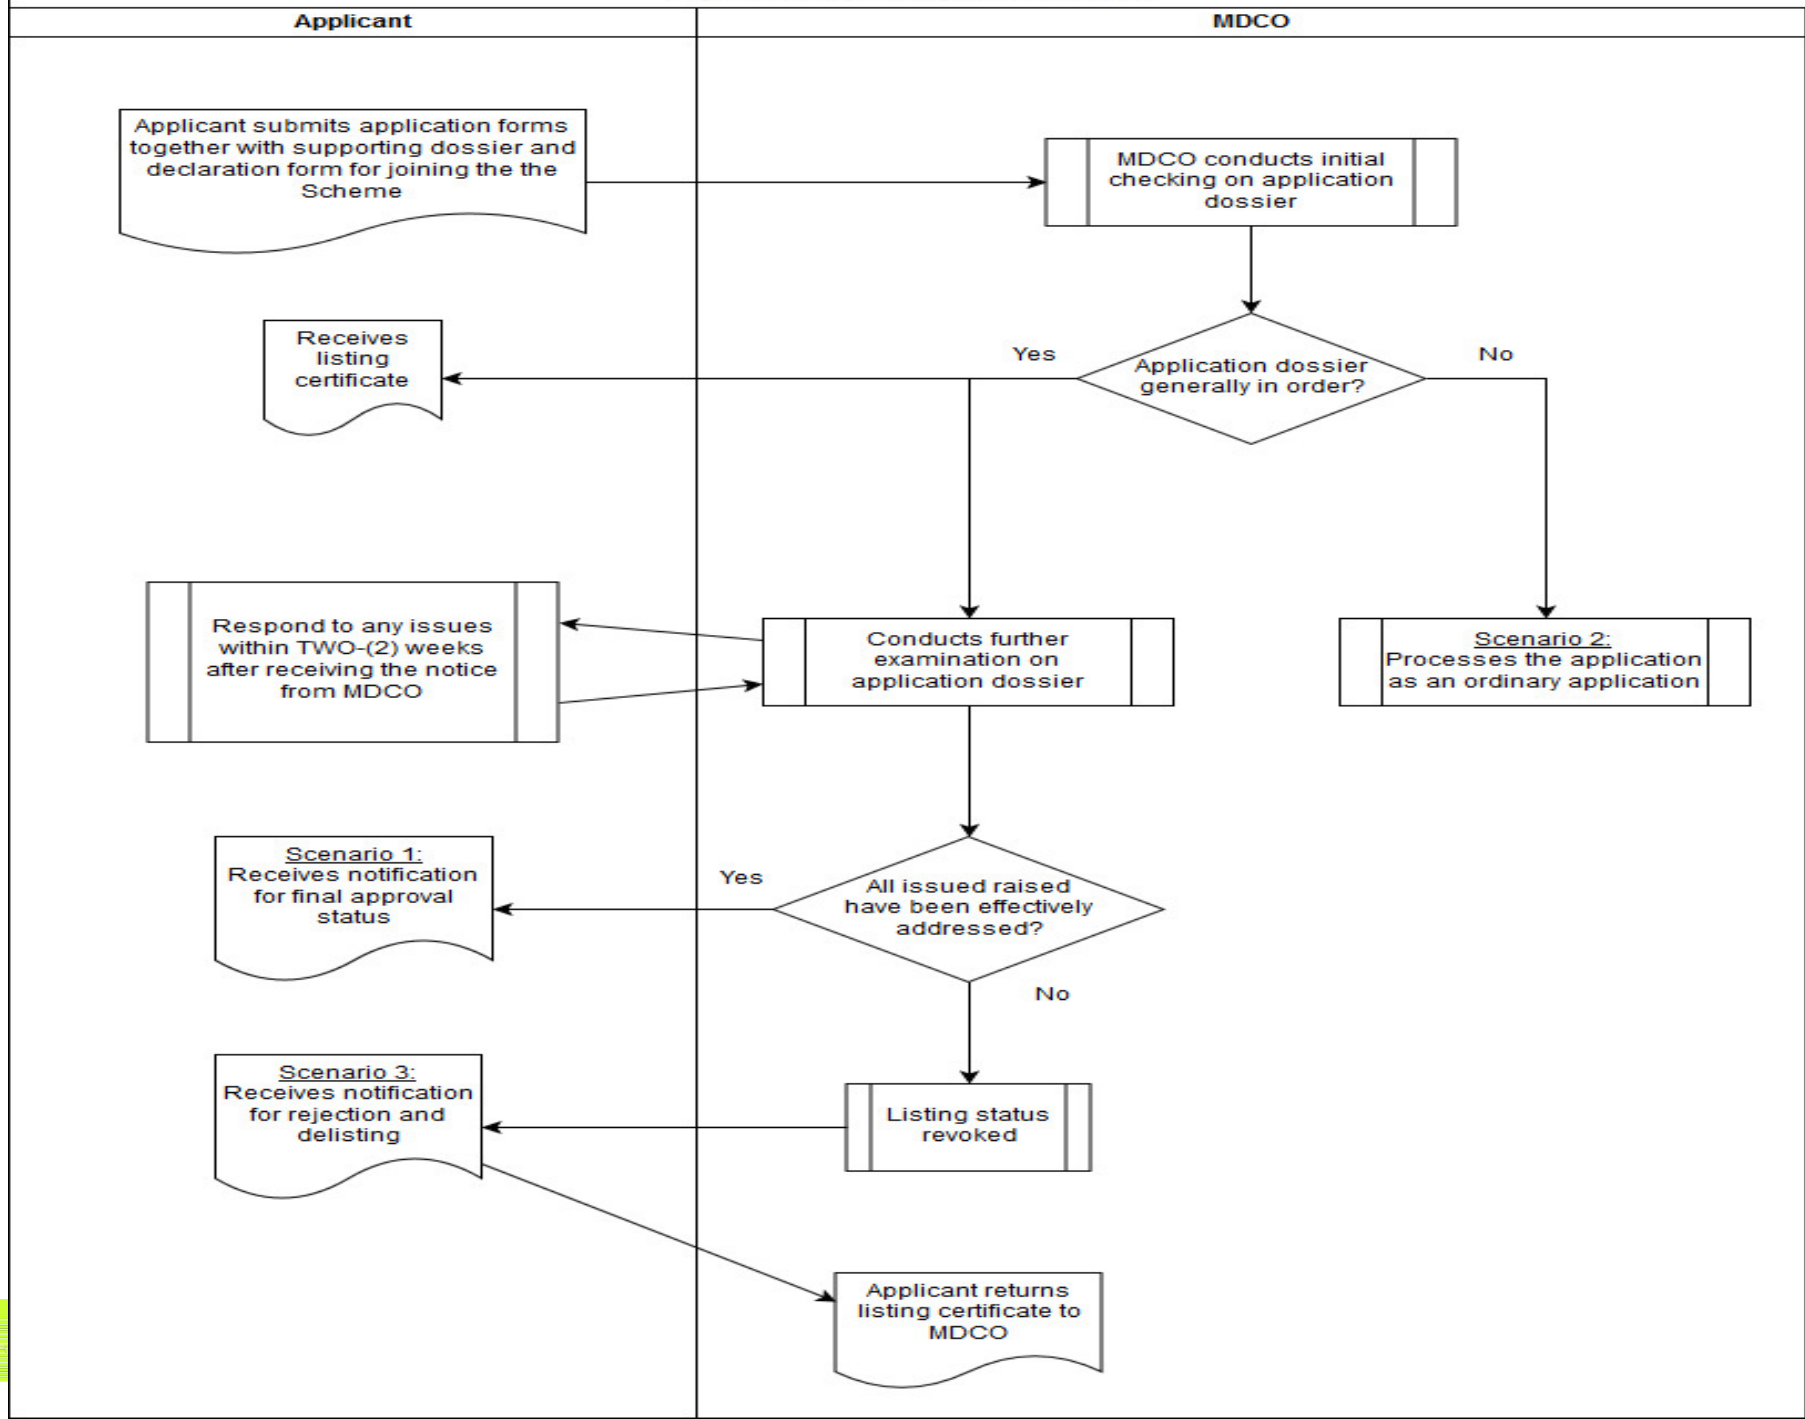 Applicant
MDCO
Applicant submits application forms
together with supporting dossier and
declaration form for joining the the
Scheme
MDCO conducts initial
checking on application
dossier
Receives
listing
certificate
Yes
Application dossier
generally in order?
No
Respond to any issues
within TWO-(2) weeks
after receiving the notice
from MDCO
Conducts further
examination on
application dossier
Scenario 2:
Processes the application
as an ordinary application
Scenario 1:
Receives notification
for final approval
status
Yes
All issued raised
have been effectively
addressed?
No
Scenario 3:
Receives notification
for rejection and
delisting
Listing status
revoked
Applicant returns
listing certificate to
MDCO